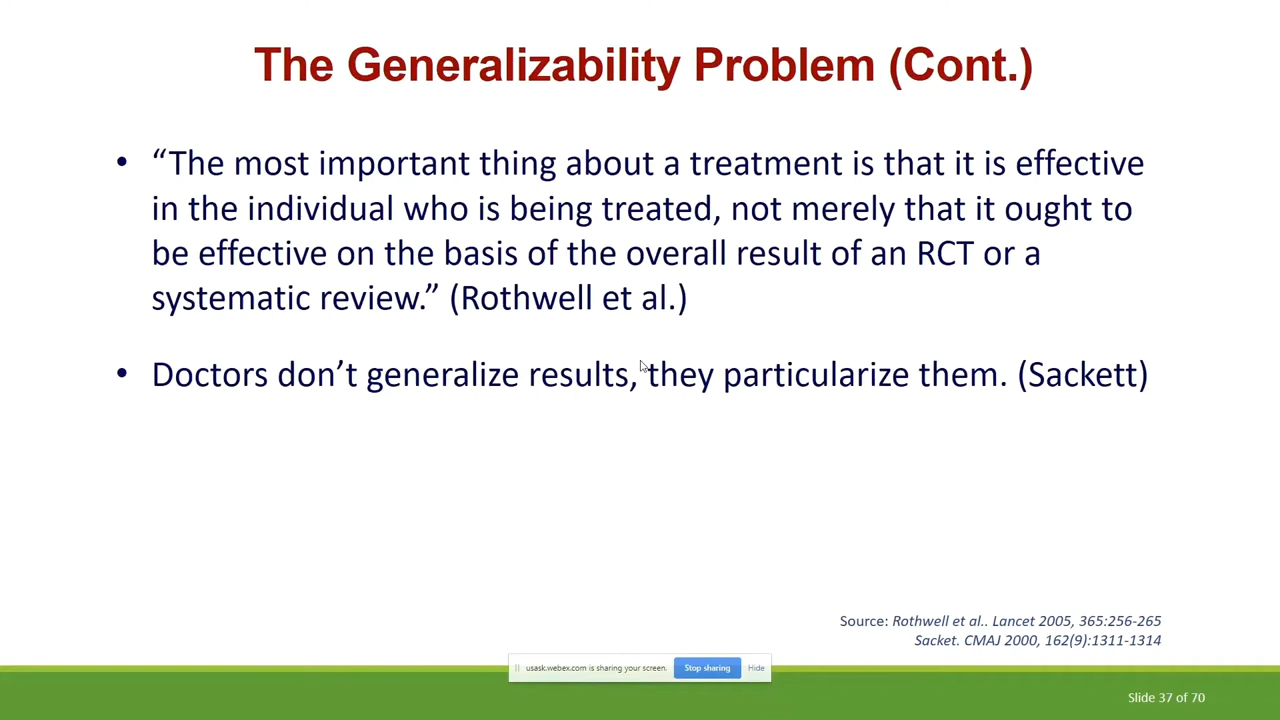 The Generalizability Problem (Cont.)
• “The most important thing about a treatment is that it is effective
in the individual who is being treated, not merely that it ought to
be effective on the basis of the overall result of an RCT or a
systematic review.” (Rothwell et al.)
• Doctors don’t generalize results, they particularize them. (Sackett)
Source: Rothwell et al.. Lancet 2005, 365:256-265
Sacket. CMAJ 2000, 162(9):1311-1314
usask.webex.com is sharing your screen. Stop sharing Hide
Slide 37 of 70